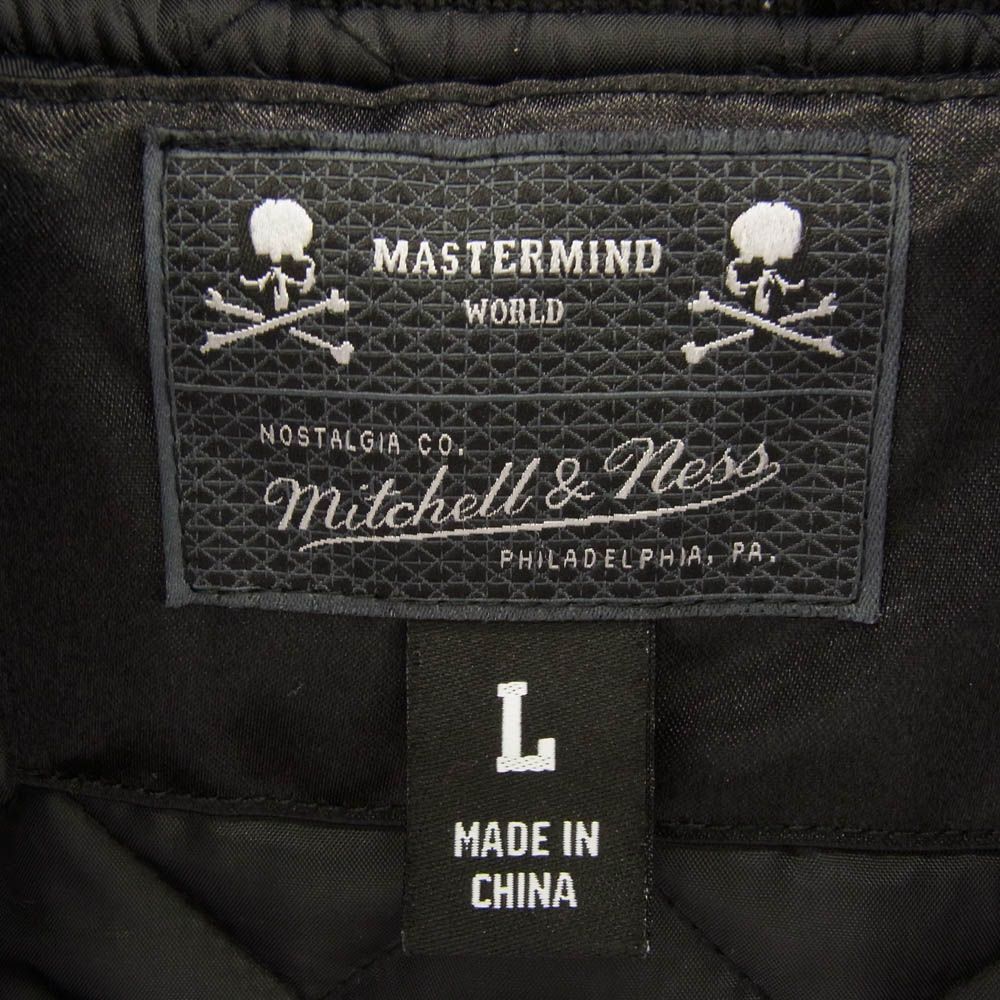 MASTERMIND
WORLD
NOSTALGIA CO.
Mitchell & Ness
PHILADELPHIA, PA.
L
MADE IN
CHINA